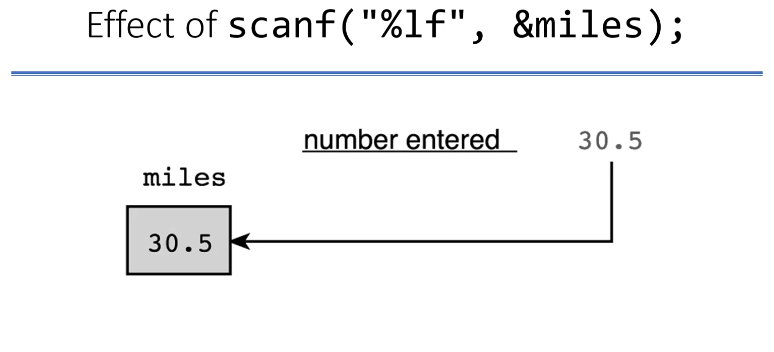 Effect of scanf("%lf", &miles);
number entered 30.5
miles
30.5